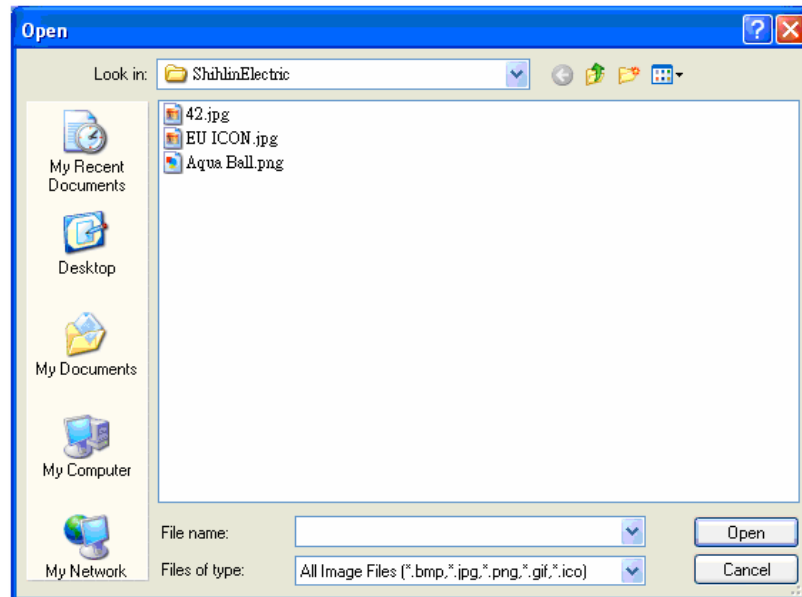 Open
Look in: ShihlinElectric
42.jpg
EU ICON.jpg
Aqua Ball.png
My Recent
Documents
Desktop
My Documents
My Computer
My Network
File name:
Open
Files of type: All Image Files (*.bmp,*.jpg,*.png,*.gif,*.ico)
Cancel